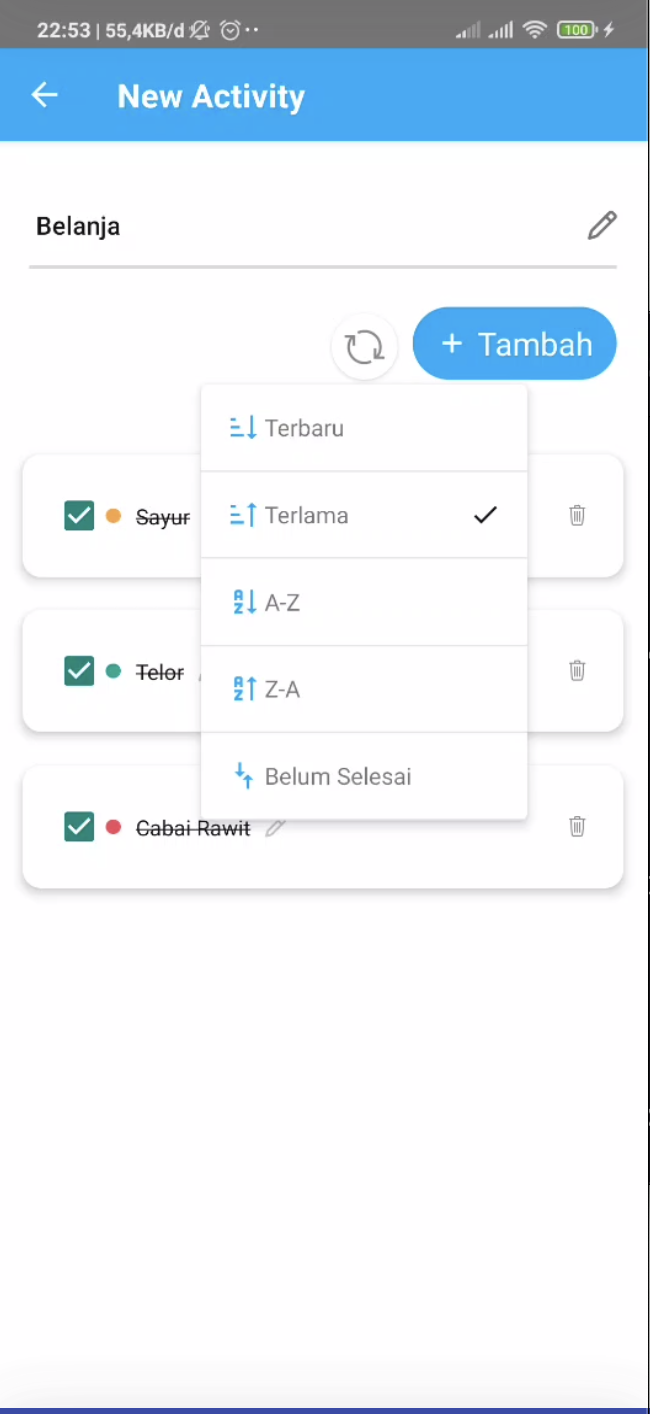 22:53 | 55,4KB/d
100
New Activity
Belanja
+ Tambah
Terbaru
Sayur
Terlama
A-Z
Telor
Z-A
Belum Selesai
Cabai Rawit